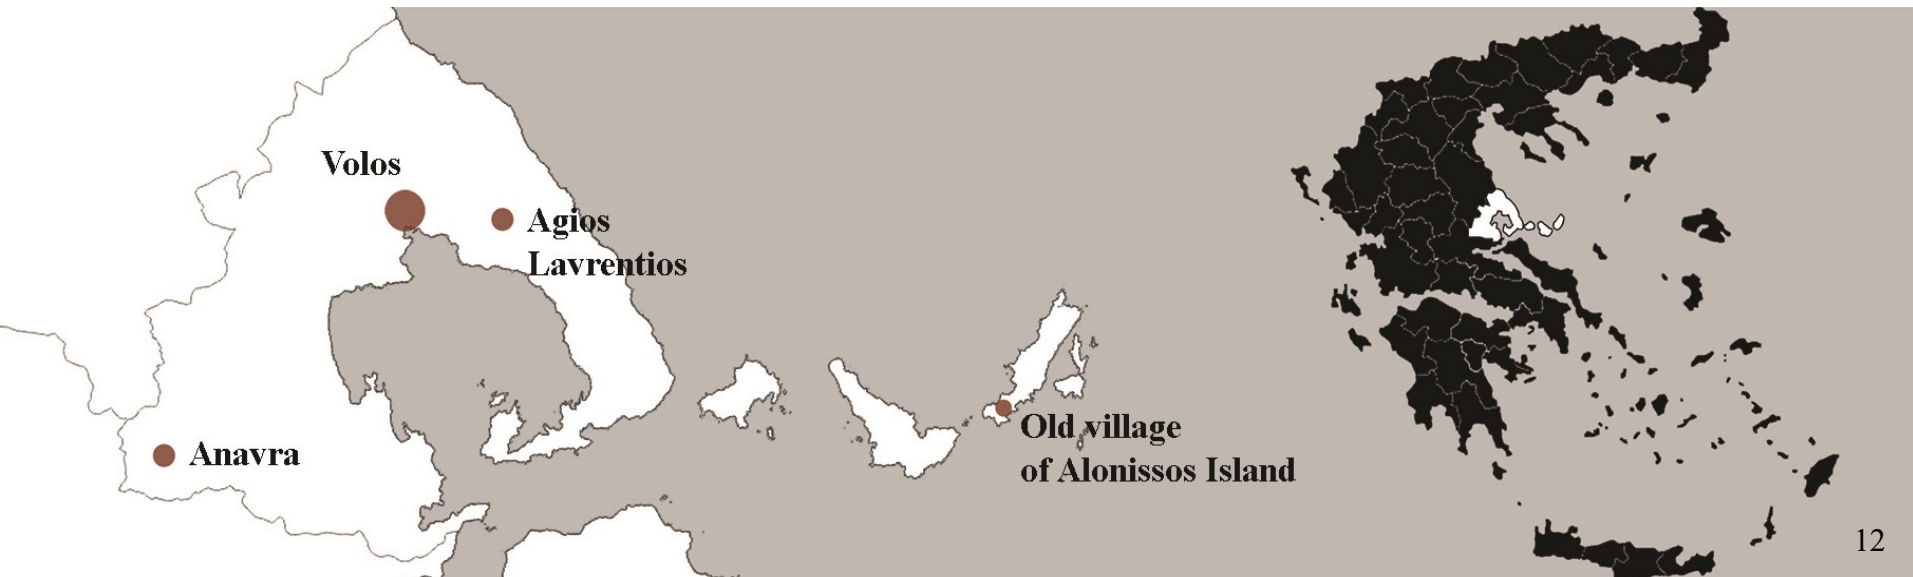 Volos
Agios
Lavrentios
Anavra
Old village
of Alonissos Island
12